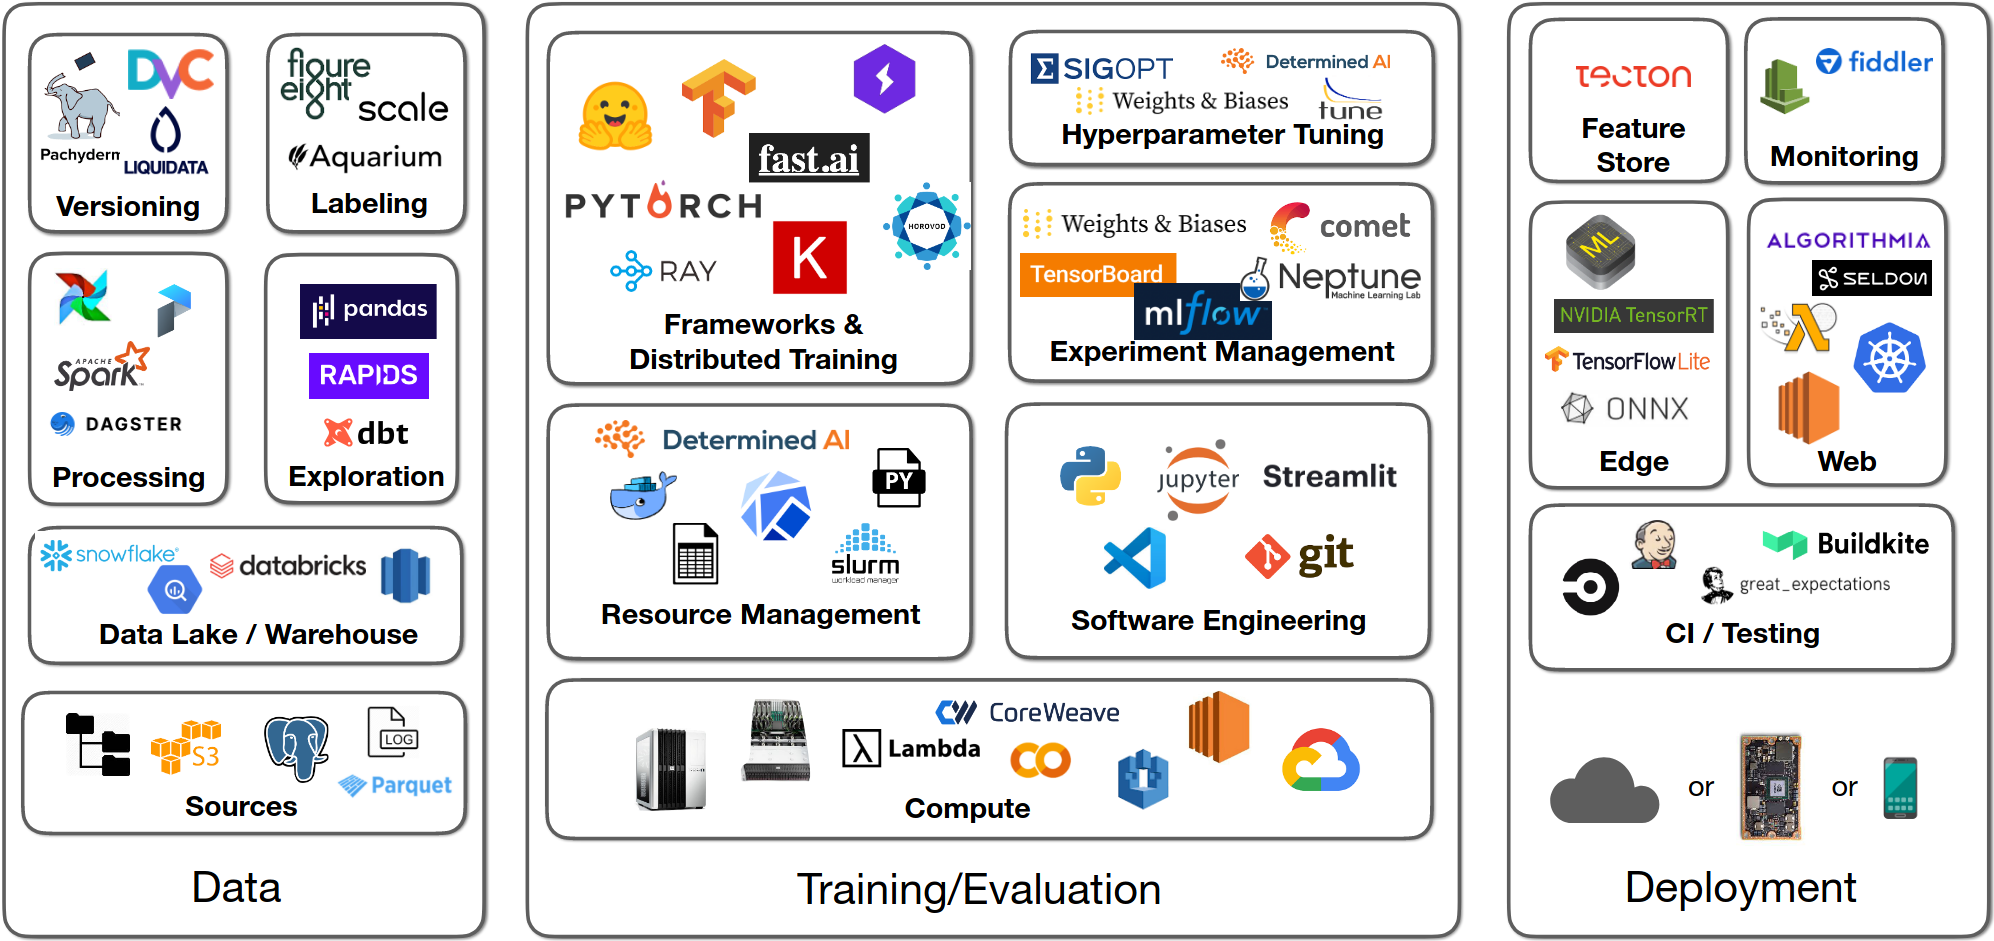 DVC
Pachyderm
LIQUIDATA
Versioning
figure
eight
scale
Aquarium
Labeling
APACHE
Spark
DAGSTER
Processing
pandas
RAPIDS
dbt
Exploration
snowflake
databricks
Data Lake / Warehouse
S3
LOG
Parquet
Sources
Data
fast.ai
PYTORCH
HOROVOD
RAY
K
Frameworks &
Distributed Training
SIGOPT
Determined AI
Weights & Biases
tune
Hyperparameter Tuning
Weights & Biases
comet
TensorBoard
Neptune
Machine Learning Lab
mlflow
Experiment Management
Determined AI
PY
slurm
workload manager
Resource Management
jupyter
Streamlit
git
Software Engineering
CoreWeave
Lambda
Compute
Training/Evaluation
tecton
Feature
Store
fiddler
Monitoring
ML
NVIDIA TensorRT
TensorFlow Lite
ONNX
Edge
ALGORITHMIA
SELDON
Web
Buildkite
great_expectations
CI / Testing
or
or
Deployment